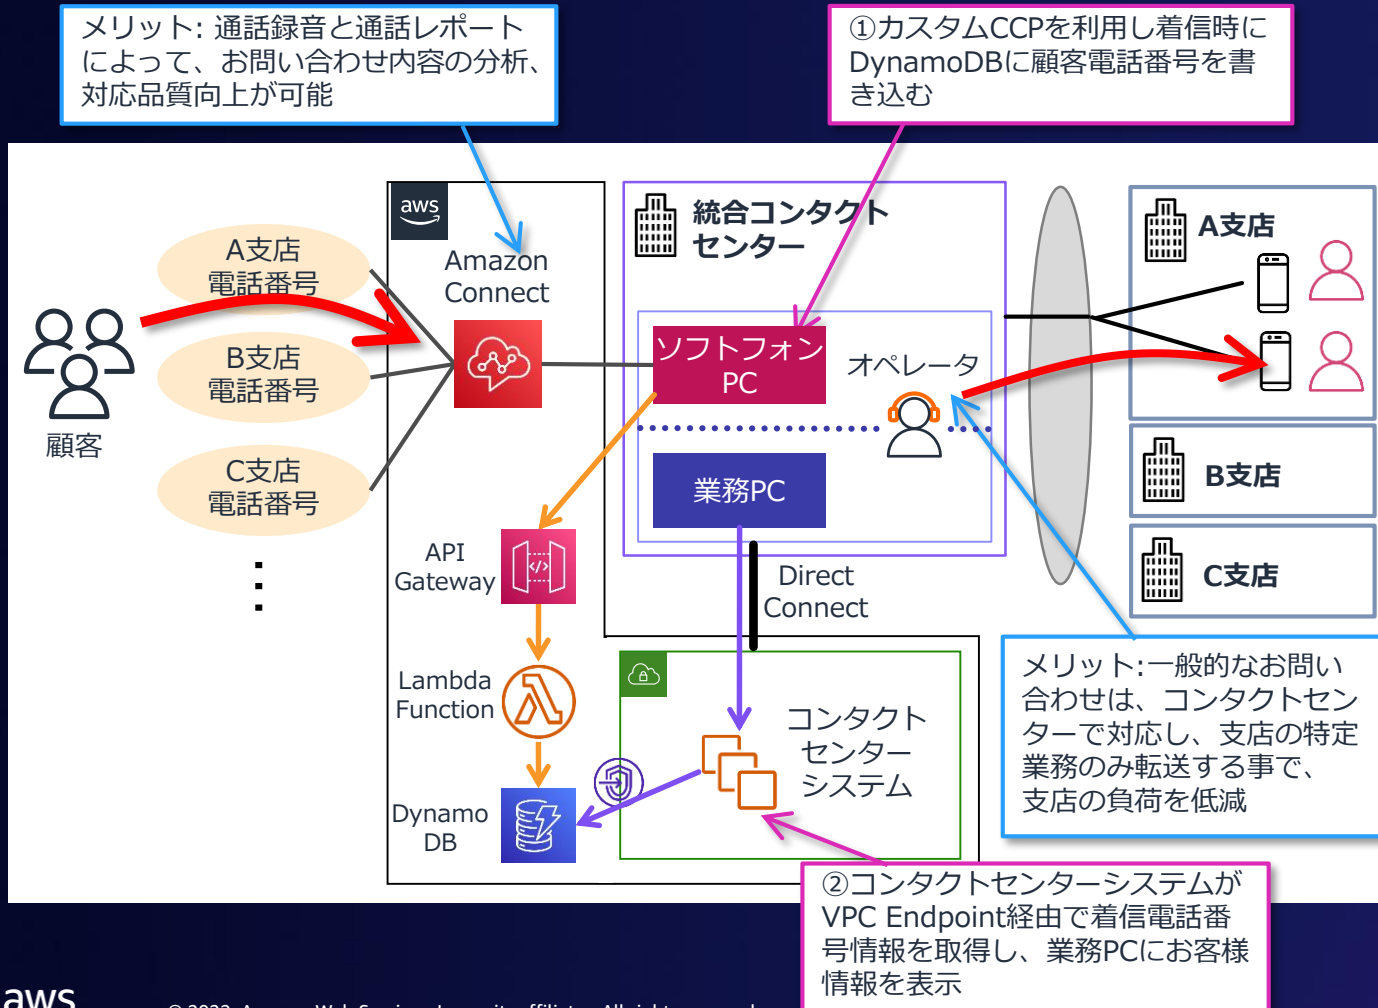 メリット: 通話録音と通話レポート
によって、お問い合わせ内容の分析、
対応品質向上が可能
①カスタムCCPを利用し着信時に
DynamoDBに顧客電話番号を書
き込む
aws
統合コンタクト
センター
A支店
A支店
電話番号
Amazon
Connect
ソフトフォン
PC
オペレータ
B支店
電話番号
顧客
C支店
電話番号
業務PC
B支店
API
Gateway
Direct
Connect
C支店
Lambda
Function
コンタクト
センター
システム
メリット:一般的なお問い
合わせは、コンタクトセン
ターで対応し、支店の特定
業務のみ転送する事で、
支店の負荷を低減
Dynamo
DB
②コンタクトセンターシステムが
VPC Endpoint経由で着信電話番
号情報を取得し、業務PCにお客様
情報を表示
aws